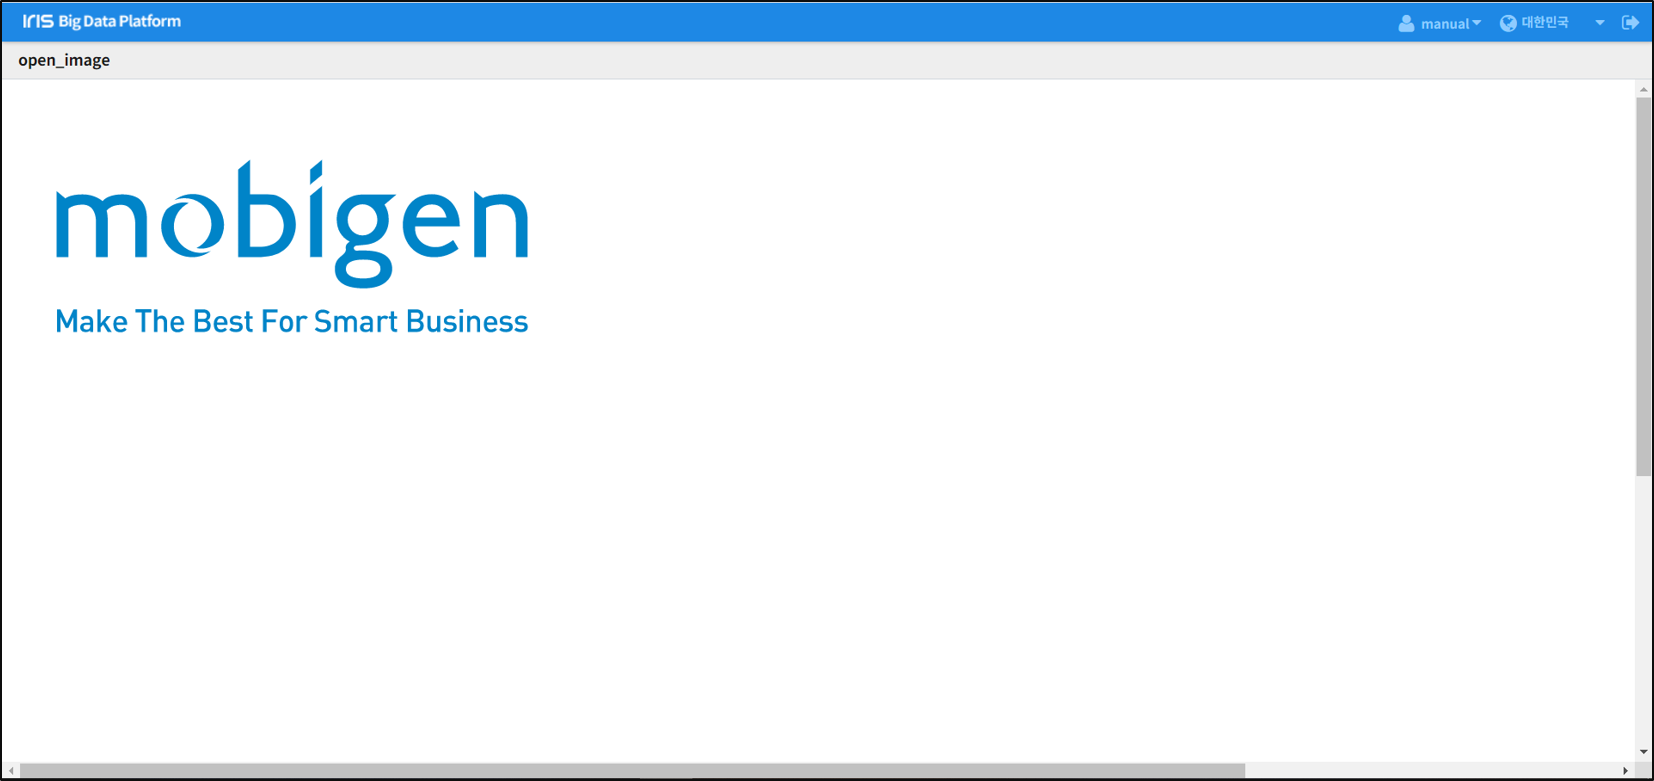 IRIS Big Data Platform
manual
대한민국
open_image
mobigen
Make The Best For Smart Business